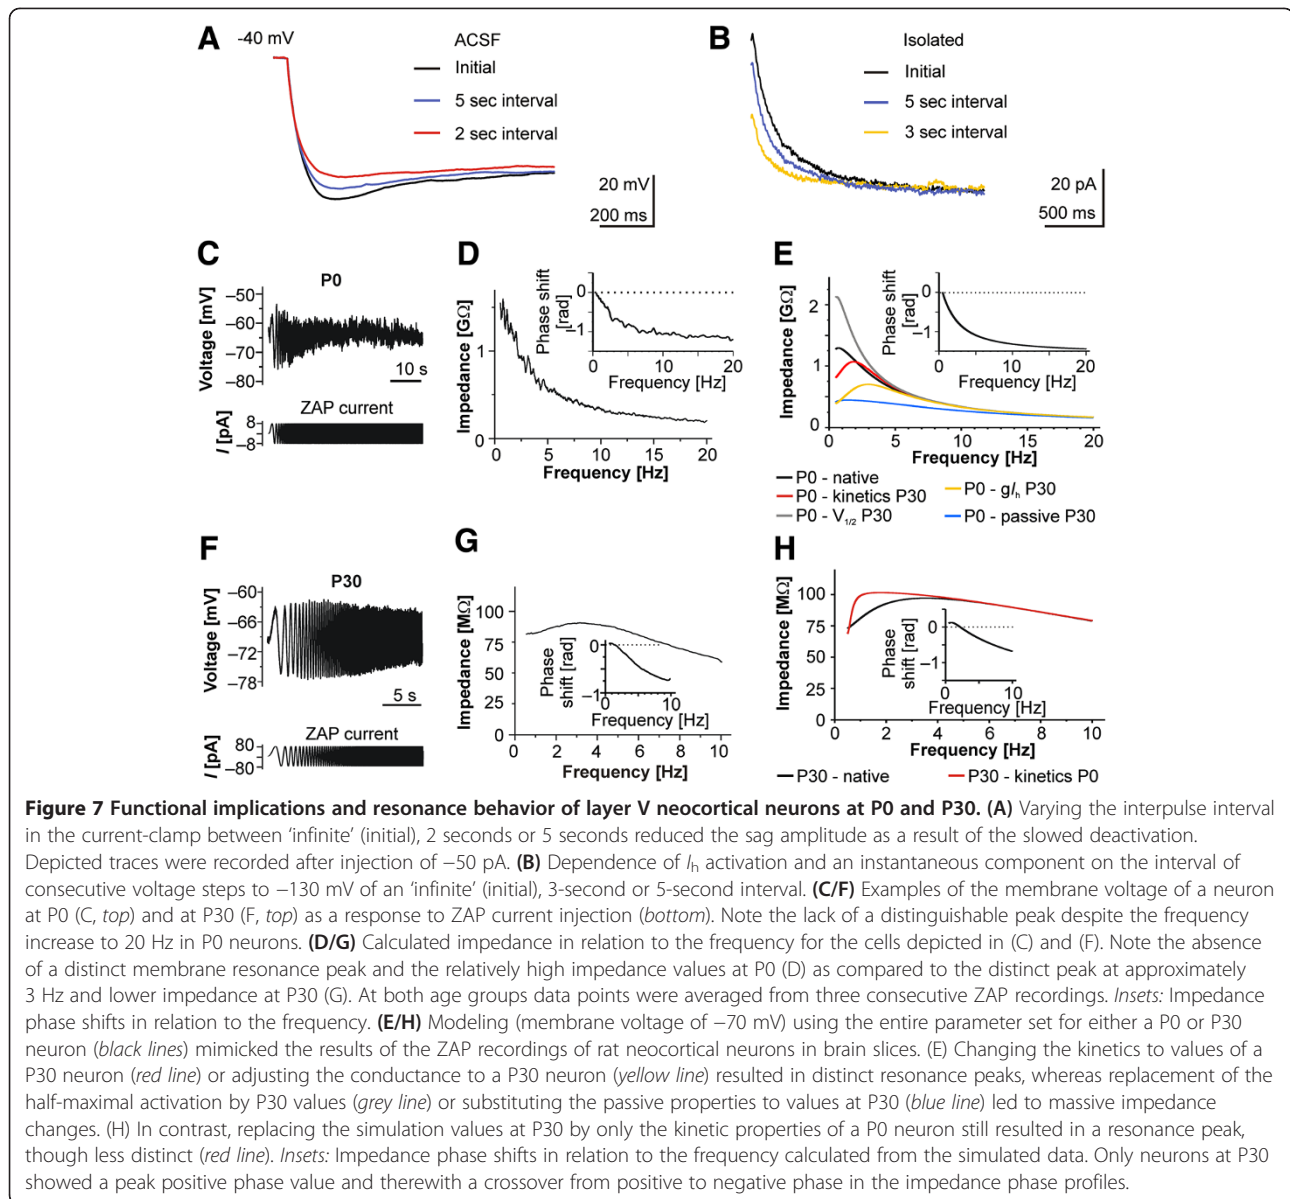 A
-40 mV
ACSF
Initial
5 sec interval
2 sec interval
20 mV
200 ms
B
Isolated
Initial
5 sec interval
3 sec interval
20 pA
500 ms
C
P0
Voltage [mV]
−50
−60
−70
−80
10 s
ZAP current
I [pA]
8
−8
D
Impedance [GΩ]
1
0
0 5 10 15 20
Frequency [Hz]
Phase shift [rad]
0
−1
0 5 10 15 20
Frequency [Hz]
E
Impedance [GΩ]
2
1
0
0 5 10 15 20
Frequency [Hz]
Phase shift [rad]
0
−1
0 5 10 15 20
Frequency [Hz]
P0 - native
P0 - kinetics P30
P0 - V1/2 P30
P0 - gIh P30
P0 - passive P30
F
P30
Voltage [mV]
−60
−66
−72
−78
5 s
ZAP current
I [pA]
80
−80
G
Impedance [MΩ]
100
75
50
25
0
0 2 4 6 8 10
Frequency [Hz]
Phase shift [rad]
0
−1
0 10
Frequency [Hz]
H
Impedance [MΩ]
100
75
50
25
0
0 2 4 6 8 10
Frequency [Hz]
Phase shift [rad]
0
−1
0 10
Frequency [Hz]
P30 - native
P30 - kinetics P0
Figure 7 Functional implications and resonance behavior of layer V neocortical neurons at P0 and P30. (A) Varying the interpulse interval
in the current-clamp between ‘infinite’ (initial), 2 seconds or 5 seconds reduced the sag amplitude as a result of the slowed deactivation.
Depicted traces were recorded after injection of −50 pA. (B) Dependence of Ih activation and an instantaneous component on the interval of
consecutive voltage steps to −130 mV of an ‘infinite’ (initial), 3-second or 5-second interval. (C/F) Examples of the membrane voltage of a neuron
at P0 (C, top) and at P30 (F, top) as a response to ZAP current injection (bottom). Note the lack of a distinguishable peak despite the frequency
increase to 20 Hz in P0 neurons. (D/G) Calculated impedance in relation to the frequency for the cells depicted in (C) and (F). Note the absence
of a distinct membrane resonance peak and the relatively high impedance values at P0 (D) as compared to the distinct peak at approximately
3 Hz and lower impedance at P30 (G). At both age groups data points were averaged from three consecutive ZAP recordings. Insets: Impedance
phase shifts in relation to the frequency. (E/H) Modeling (membrane voltage of −70 mV) using the entire parameter set for either a P0 or P30
neuron (black lines) mimicked the results of the ZAP recordings of rat neocortical neurons in brain slices. (E) Changing the kinetics to values of a
P30 neuron (red line) or adjusting the conductance to a P30 neuron (yellow line) resulted in distinct resonance peaks, whereas replacement of the
half-maximal activation by P30 values (grey line) or substituting the passive properties to values at P30 (blue line) led to massive impedance
changes. (H) In contrast, replacing the simulation values at P30 by only the kinetic properties of a P0 neuron still resulted in a resonance peak,
though less distinct (red line). Insets: Impedance phase shifts in relation to the frequency calculated from the simulated data. Only neurons at P30
showed a peak positive phase value and therewith a crossover from positive to negative phase in the impedance phase profiles.